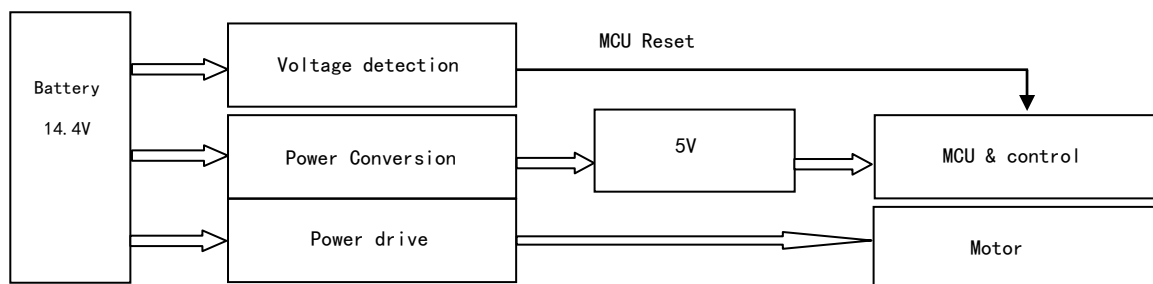 Battery
14.4V
Voltage detection
MCU Reset
Power Conversion
5V
MCU & control
Power drive
Motor